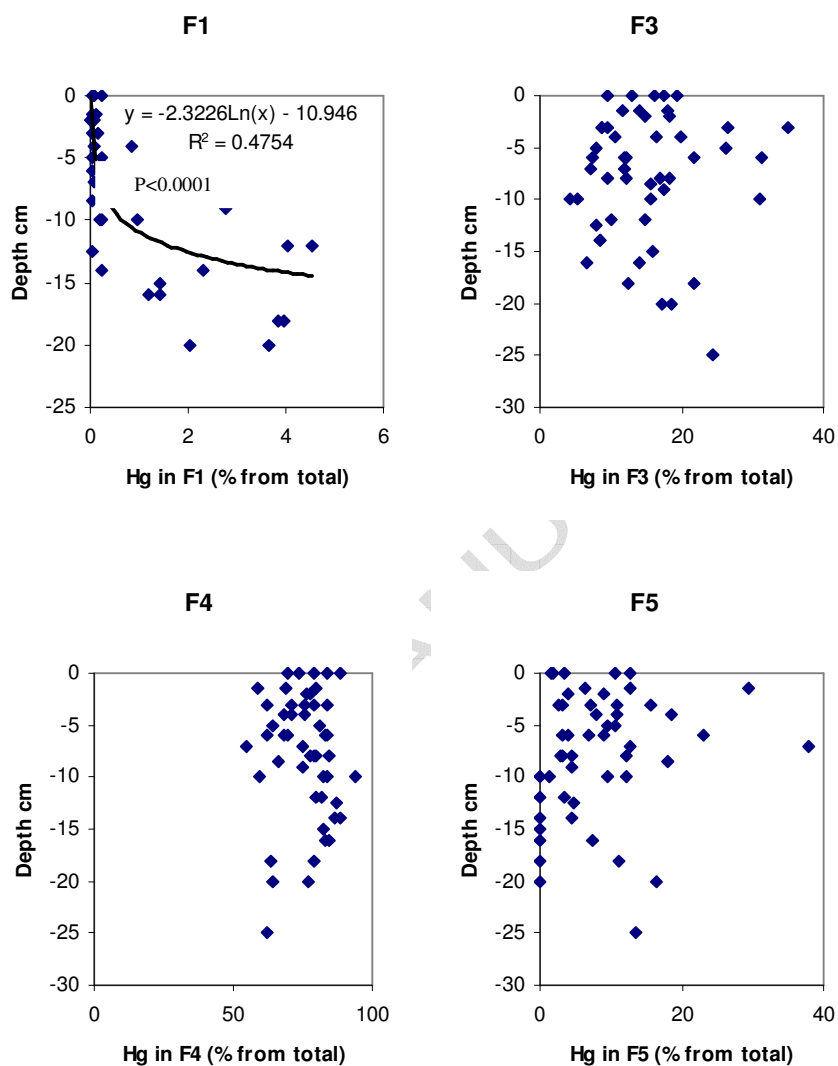 F1
y = -2.3226Ln(x) - 10.946
R² = 0.4754
P<0.0001
0
-5
-10
-15
-20
-25
0 2 4 6
Depth cm
Hg in F1 (% from total)
F3
0
-5
-10
-15
-20
-25
-30
0 20 40
Depth cm
Hg in F3 (% from total)
F4
0
-5
-10
-15
-20
-25
-30
0 50 100
Depth cm
Hg in F4 (% from total)
F5
0
-5
-10
-15
-20
-25
-30
0 20 40
Depth cm
Hg in F5 (% from total)